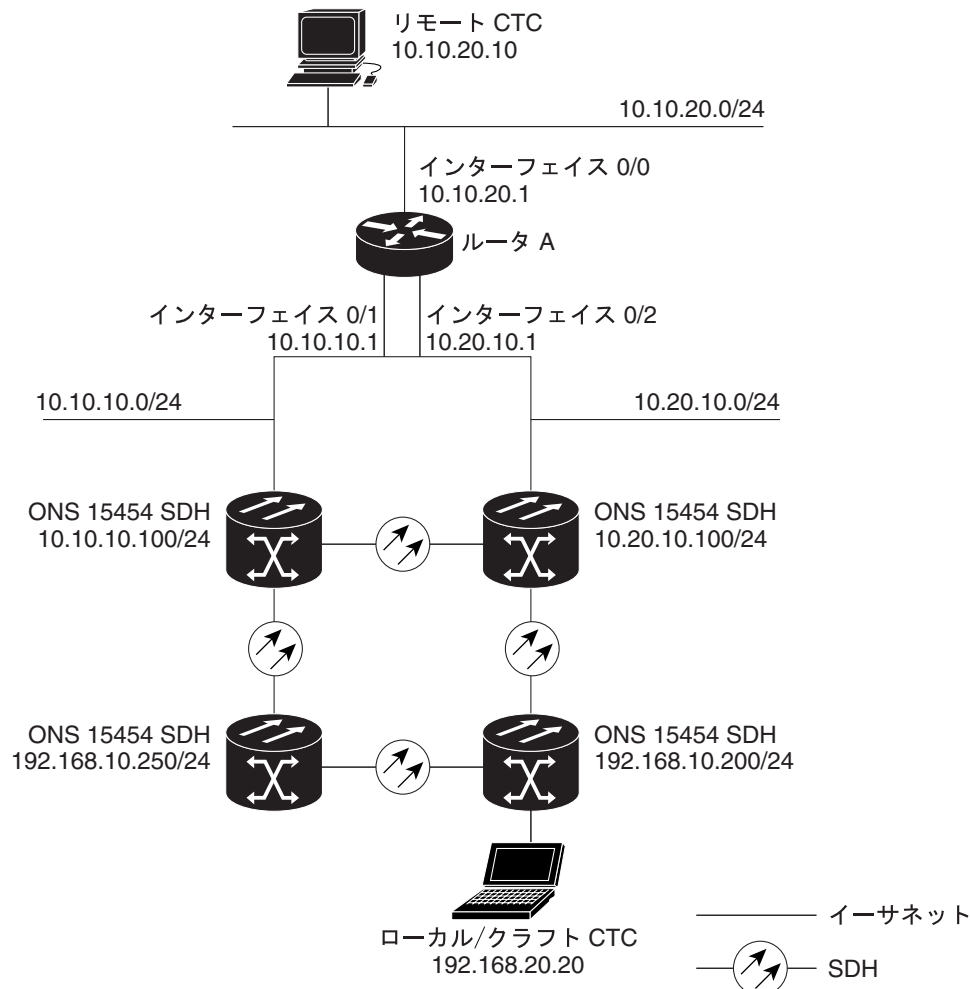 リモート CTC
10.10.20.10
10.10.20.0/24
インターフェイス 0/0
10.10.20.1
ルータ A
インターフェイス 0/1
10.10.10.1
インターフェイス 0/2
10.20.10.1
10.10.10.0/24
10.20.10.0/24
ONS 15454 SDH
10.10.10.100/24
ONS 15454 SDH
10.20.10.100/24
ONS 15454 SDH
192.168.10.250/24
ONS 15454 SDH
192.168.10.200/24
ローカル/クラフト CTC
192.168.20.20
イーサネット
SDH